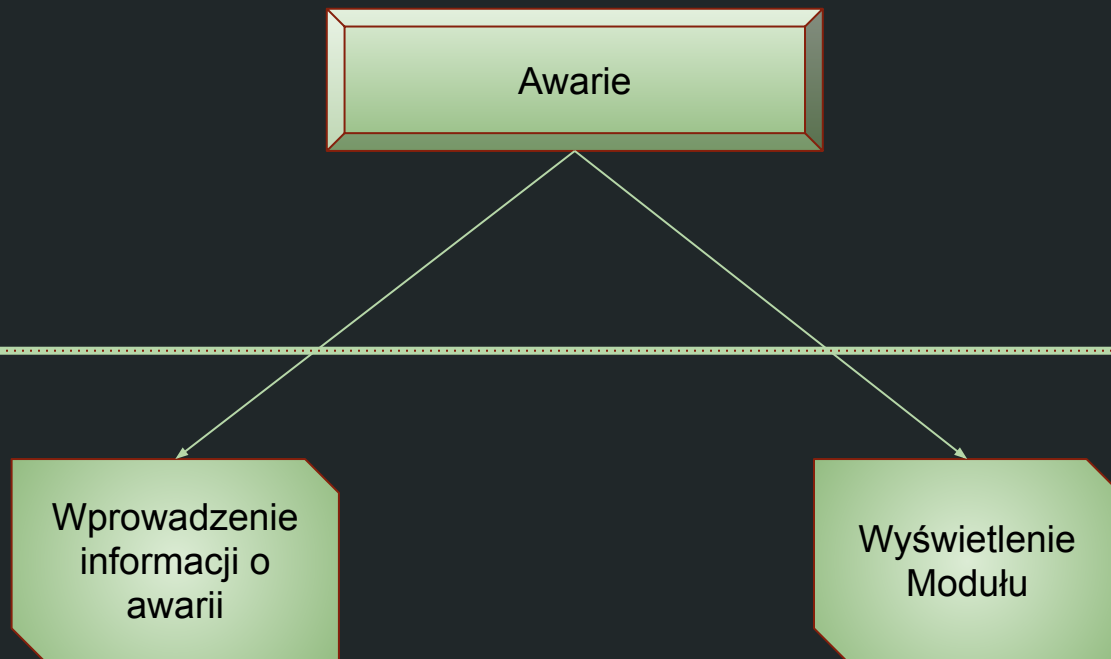 Awarie
Wprowadzenie
informacji o
awarii
Wyświetlenie
Modułu